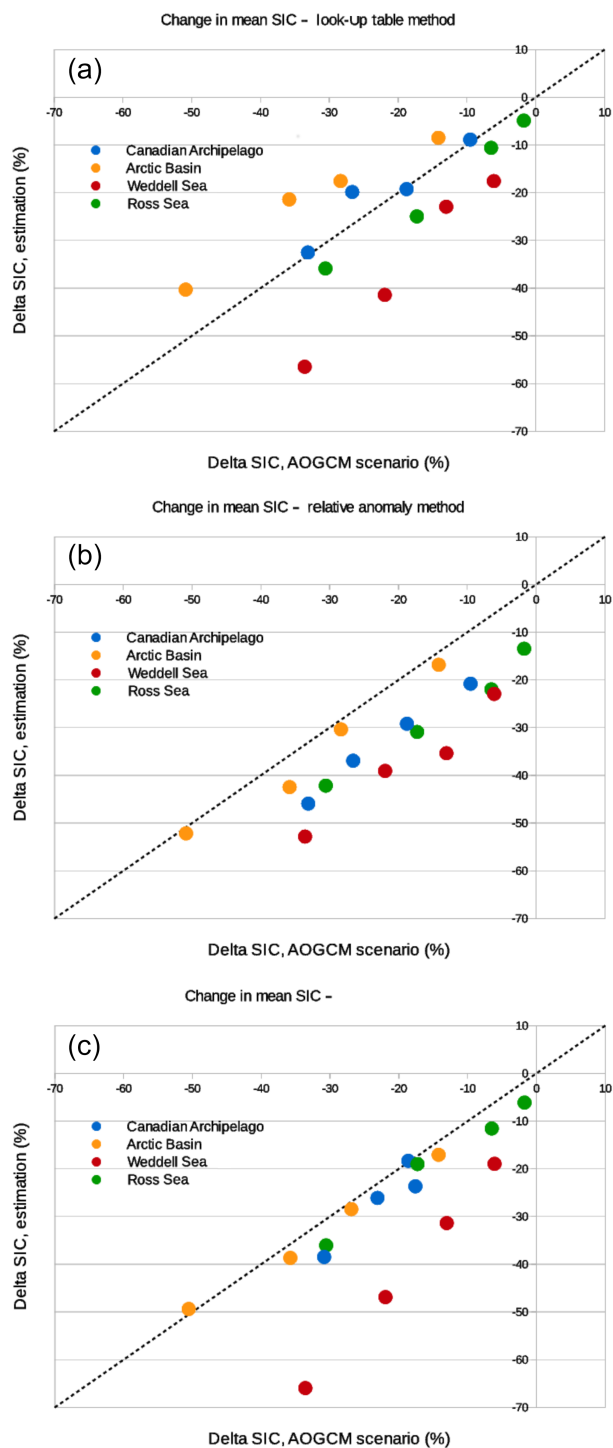 Change in mean SIC – look-Up table method
(a)
10
0
-70 -60 -50 -40 -30 -20 -10 0 10
-10
-20
-30
-40
-50
-60
-70
Canadian Archipelago
Arctic Basin
Weddell Sea
Ross Sea
Delta SIC, estimation (%)
Delta SIC, AOGCM scenario (%)
Change in mean SIC – relative anomaly method
(b)
10
0
-70 -60 -50 -40 -30 -20 -10 0 10
-10
-20
-30
-40
-50
-60
-70
Canadian Archipelago
Arctic Basin
Weddell Sea
Ross Sea
Delta SIC, estimation (%)
Delta SIC, AOGCM scenario (%)
Change in mean SIC –
(c)
10
0
-70 -60 -50 -40 -30 -20 -10 0 10
-10
-20
-30
-40
-50
-60
-70
Canadian Archipelago
Arctic Basin
Weddell Sea
Ross Sea
Delta SIC, estimation (%)
Delta SIC, AOGCM scenario (%)